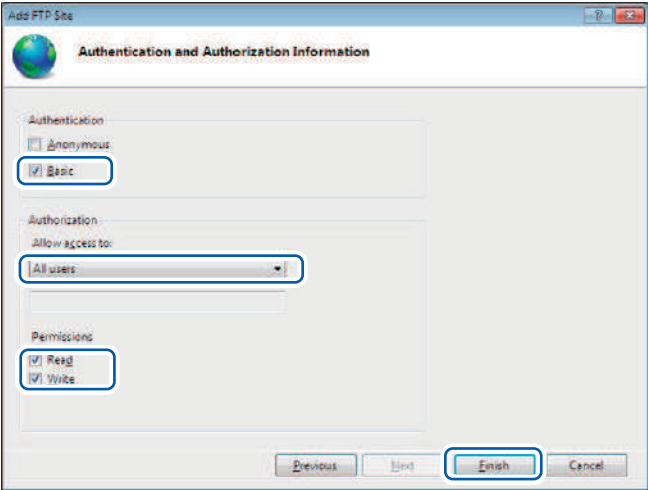 Add FTP Site
Authentication and Authorization Information
Authentication
Anonymous
Basic
Authorization
Allow access to:
All users
Permissions
Read
Write
Previous Next Finish Cancel